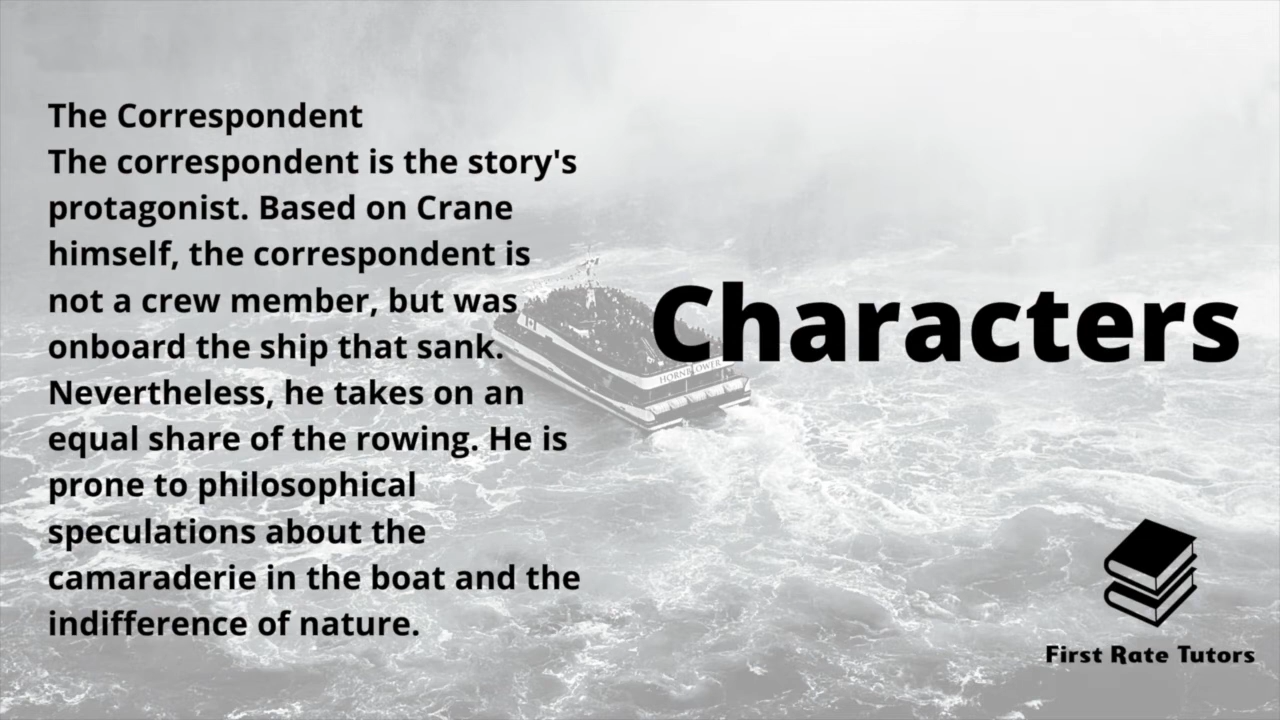 The Correspondent
The correspondent is the story's
protagonist. Based on Crane
himself, the correspondent is
not a crew member, but was
onboard the ship that sank.
Nevertheless, he takes on an
equal share of the rowing. He is
prone to philosophical
speculations about the
camaraderie in the boat and the
indifference of nature.
Characters
HORNBLOWER
First Rate Tutors